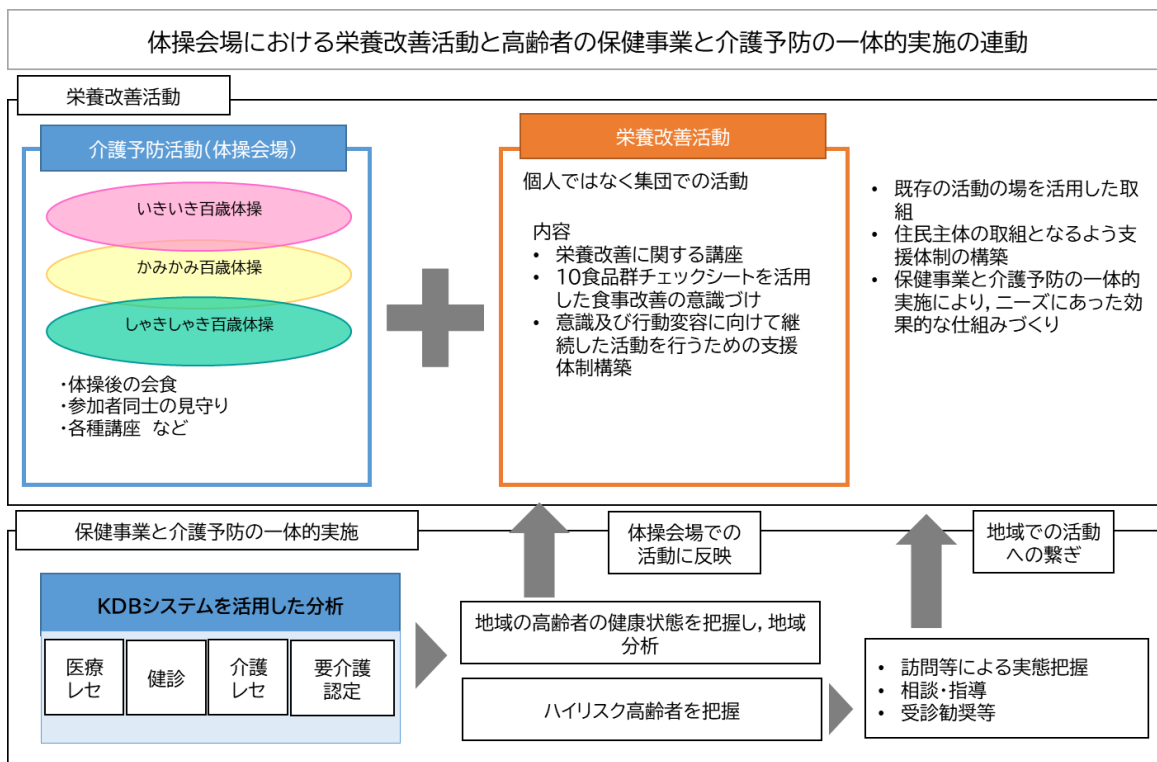 体操会場における栄養改善活動と高齢者の保健事業と介護予防の一体的実施の連動
栄養改善活動
介護予防活動(体操会場)
いきいき百歳体操
かみかみ百歳体操
しゃきしゃき百歳体操
・体操後の会食
・参加者同士の見守り
・各種講座 など
栄養改善活動
個人ではなく集団での活動
内容
• 栄養改善に関する講座
• 10食品群チェックシートを活用
した食事改善の意識づけ
• 意識及び行動変容に向けて継
続した活動を行うための支援
体制構築
• 既存の活動の場を活用した取
組
• 住民主体の取組となるよう支
援体制の構築
• 保健事業と介護予防の一体的
実施により,ニーズにあった効
果的な仕組みづくり
保健事業と介護予防の一体的実施
体操会場での
活動に反映
地域での活動
への繋ぎ
KDBシステムを活用した分析
医療
レセ
健診
介護
レセ
要介護
認定
地域の高齢者の健康状態を把握し,地域
分析
ハイリスク高齢者を把握
• 訪問等による実態把握
• 相談・指導
• 受診勧奨等